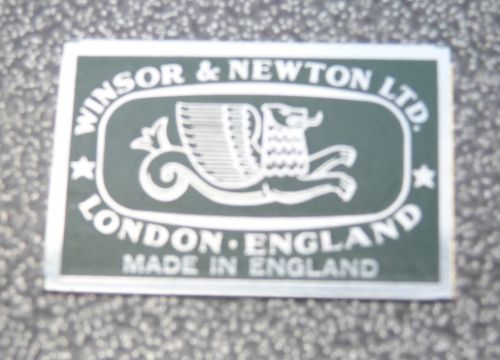 WINSOR & NEWTON LTD.
LONDON · ENGLAND
MADE IN ENGLAND